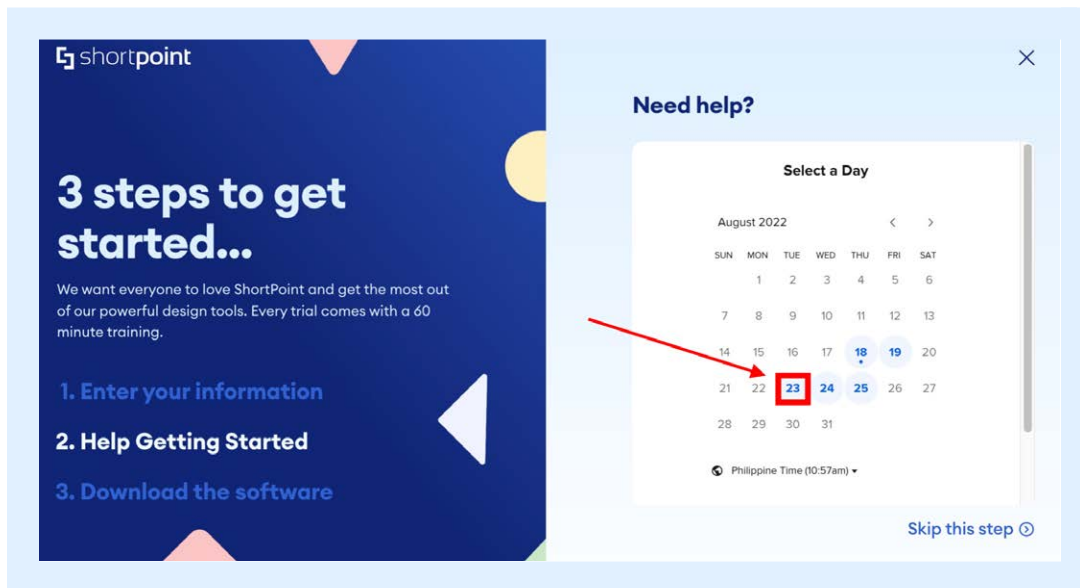 shortpoint
3 steps to get
started...
We want everyone to love ShortPoint and get the most out
of our powerful design tools. Every trial comes with a 60
minute training.
1. Enter your information
2. Help Getting Started
3. Download the software
Need help?
Select a Day
August 2022 < >
SUN MON TUE WED THU FRI SAT
1 2 3 4 5 6
7 8 9 10 11 12 13
14 15 16 17 18 19 20
21 22 23 24 25 26 27
28 29 30 31
Philippine Time (10:57am)
Skip this step